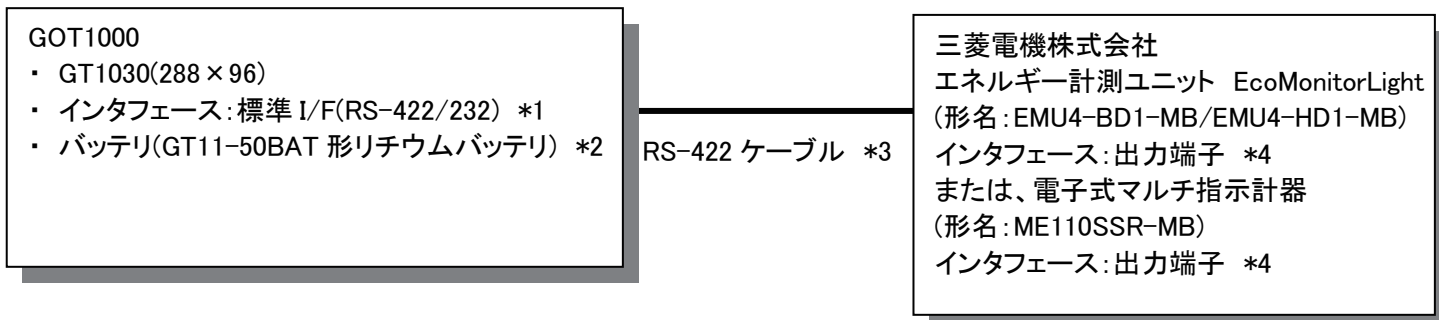 GOT1000
・ GT1030(288×96)
・ インタフェース:標準 I/F(RS-422/232) *1
・ バッテリ(GT11-50BAT 形リチウムバッテリ) *2
RS-422 ケーブル *3
三菱電機株式会社
エネルギー計測ユニット EcoMonitorLight
(形名:EMU4-BD1-MB/EMU4-HD1-MB)
インタフェース:出力端子 *4
または、電子式マルチ指示計器
(形名:ME110SSR-MB)
インタフェース:出力端子 *4